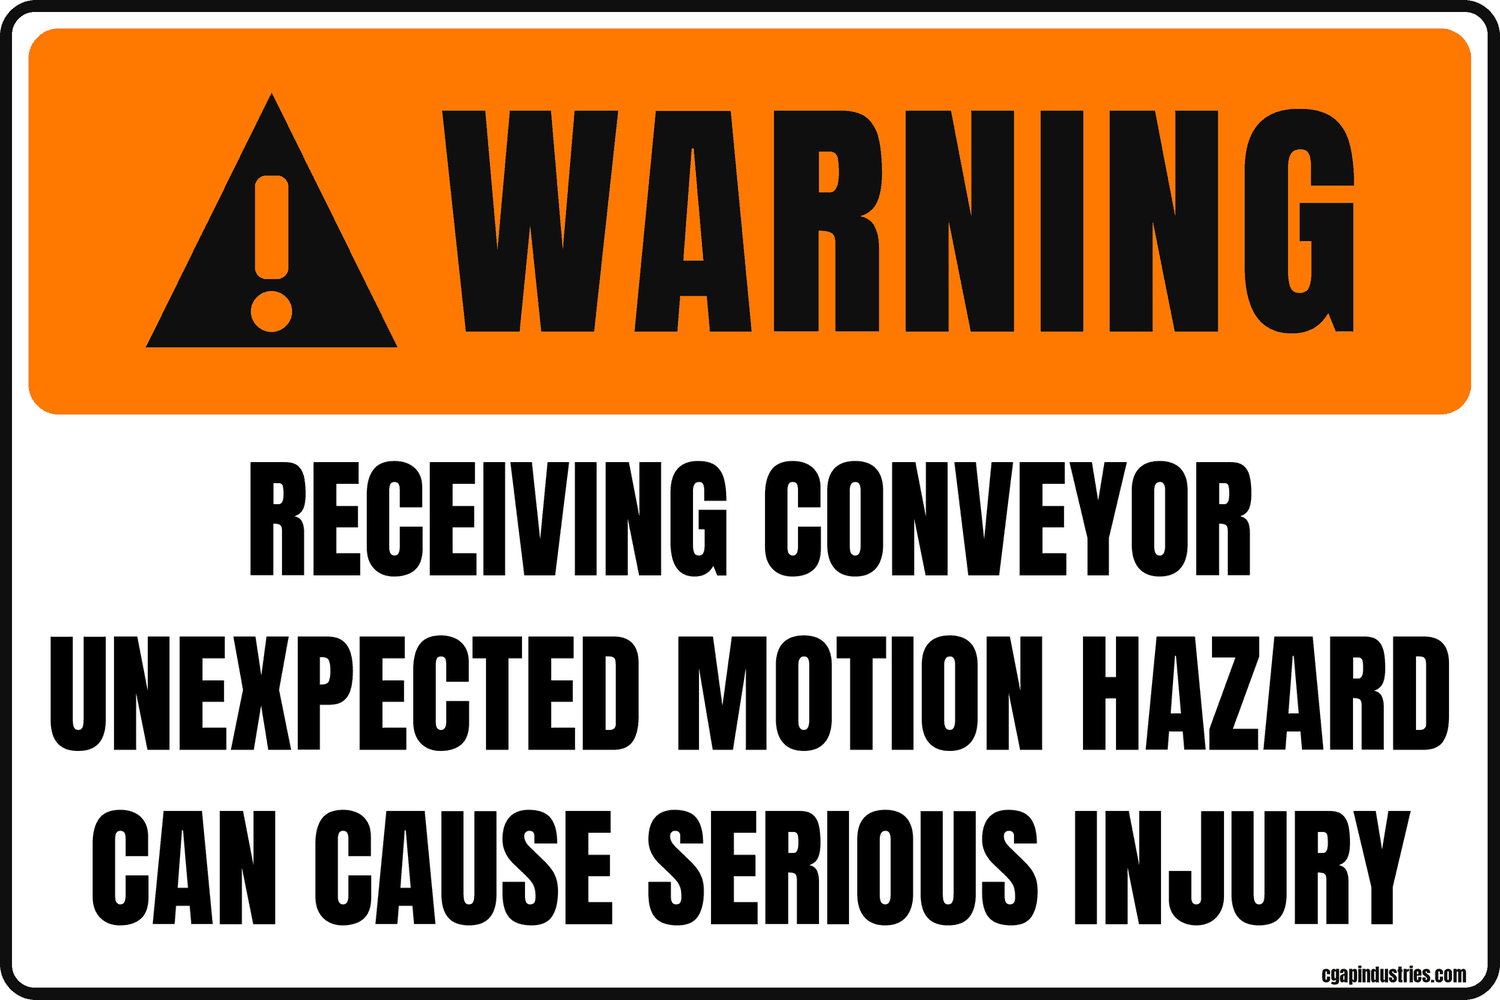 WARNING
RECEIVING CONVEYOR
UNEXPECTED MOTION HAZARD
CAN CAUSE SERIOUS INJURY
cgapindustries.com